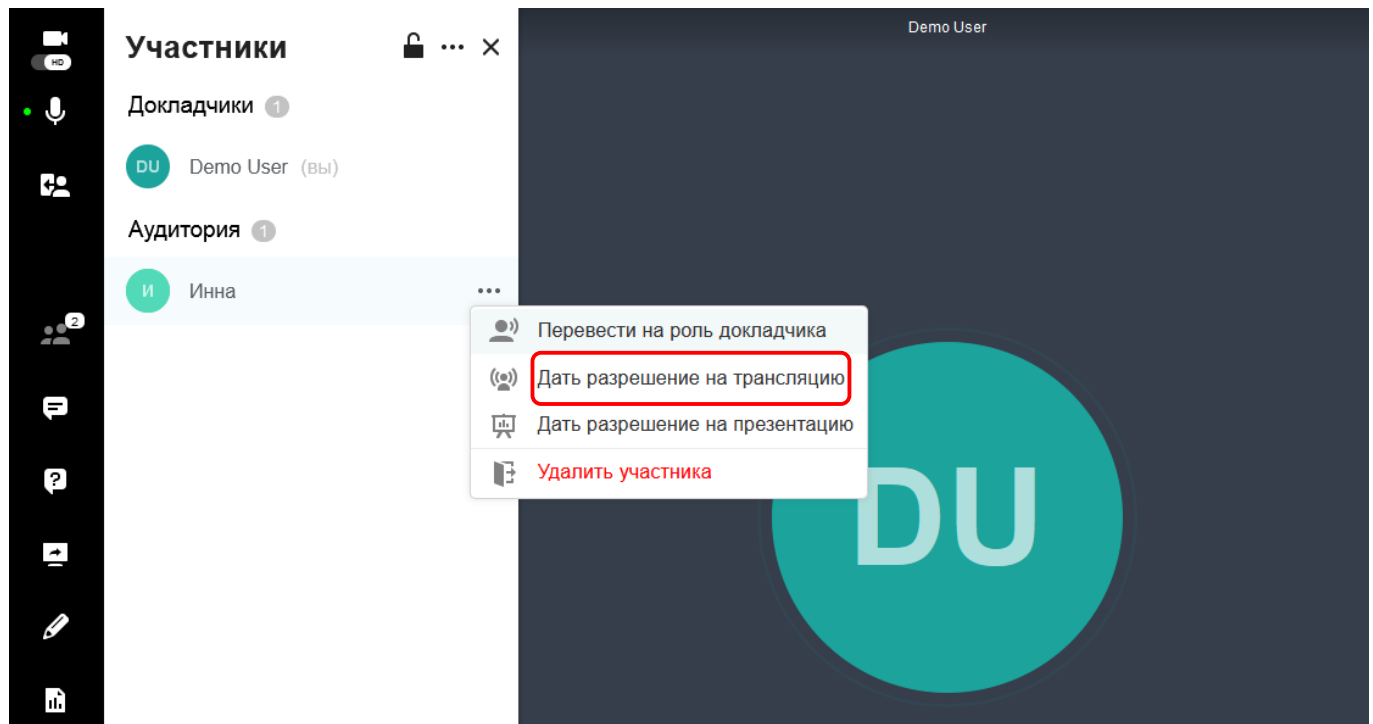 HD
Участники
Докладчики 1
DU Demo User (вы)
Аудитория 1
И Инна
2
Перевести на роль докладчика
Дать разрешение на трансляцию
Дать разрешение на презентацию
Удалить участника
Demo User
DU